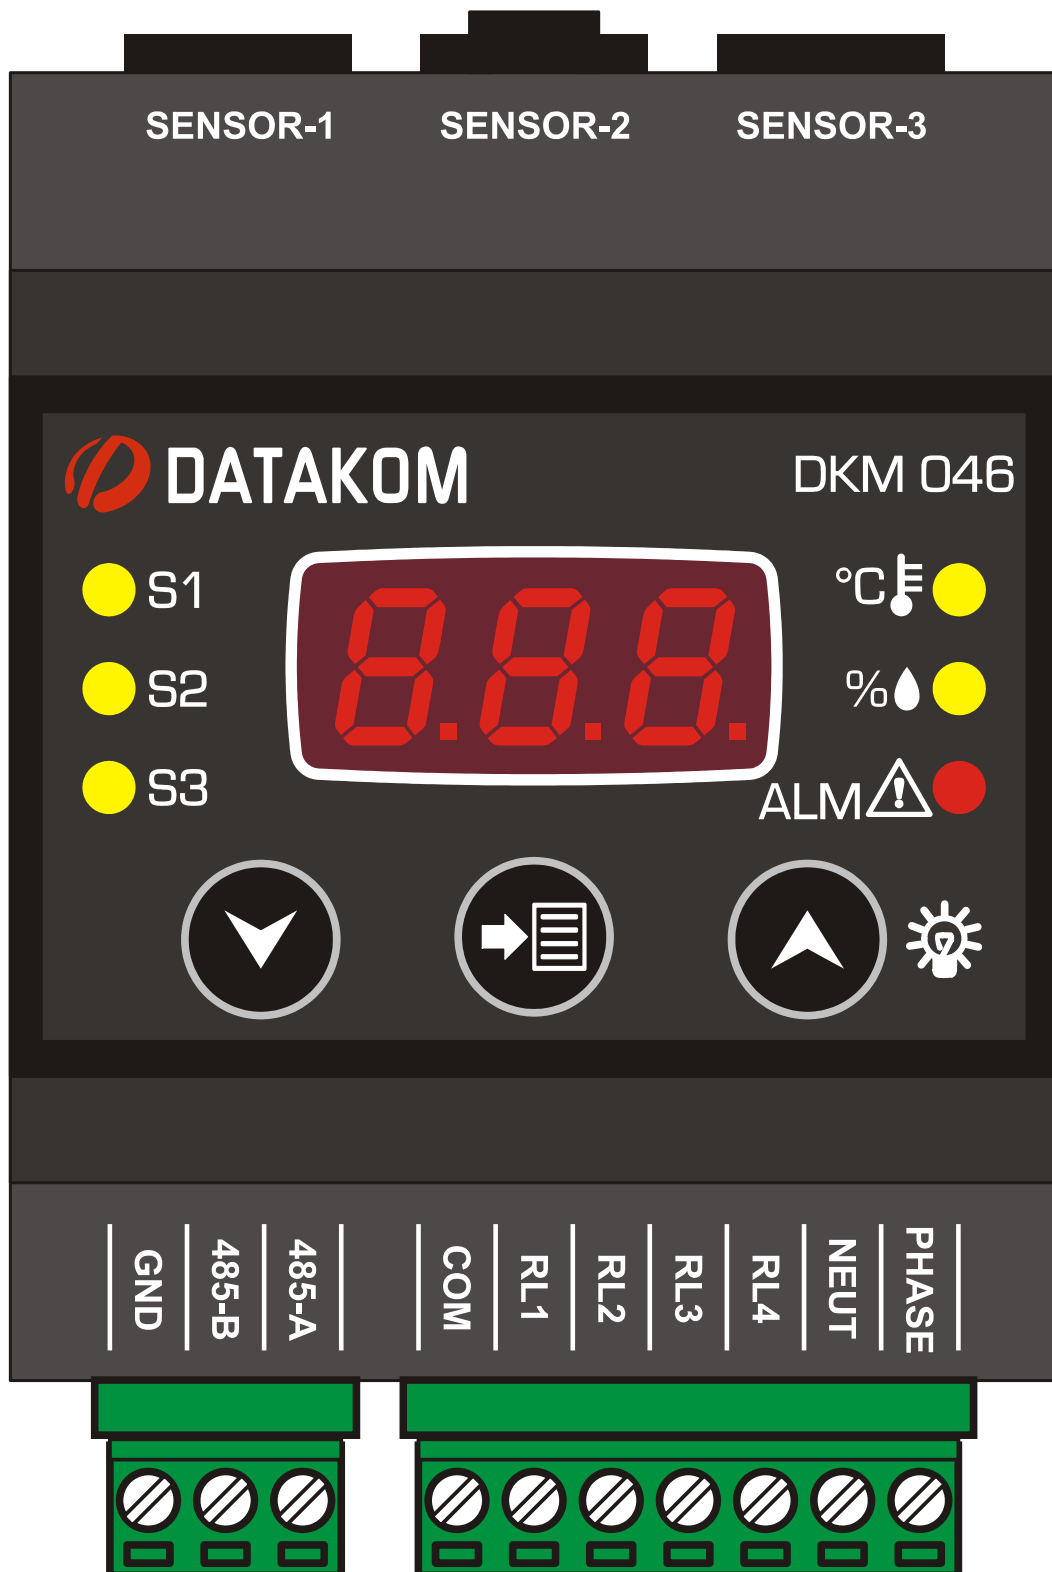 SENSOR-1 SENSOR-2 SENSOR-3
DATAKOM DKM 046
S1 8.8.8. °C
S2 %
S3 ALM
GND 485-B 485-A COM RL1 RL2 RL3 RL4 NEUT PHASE